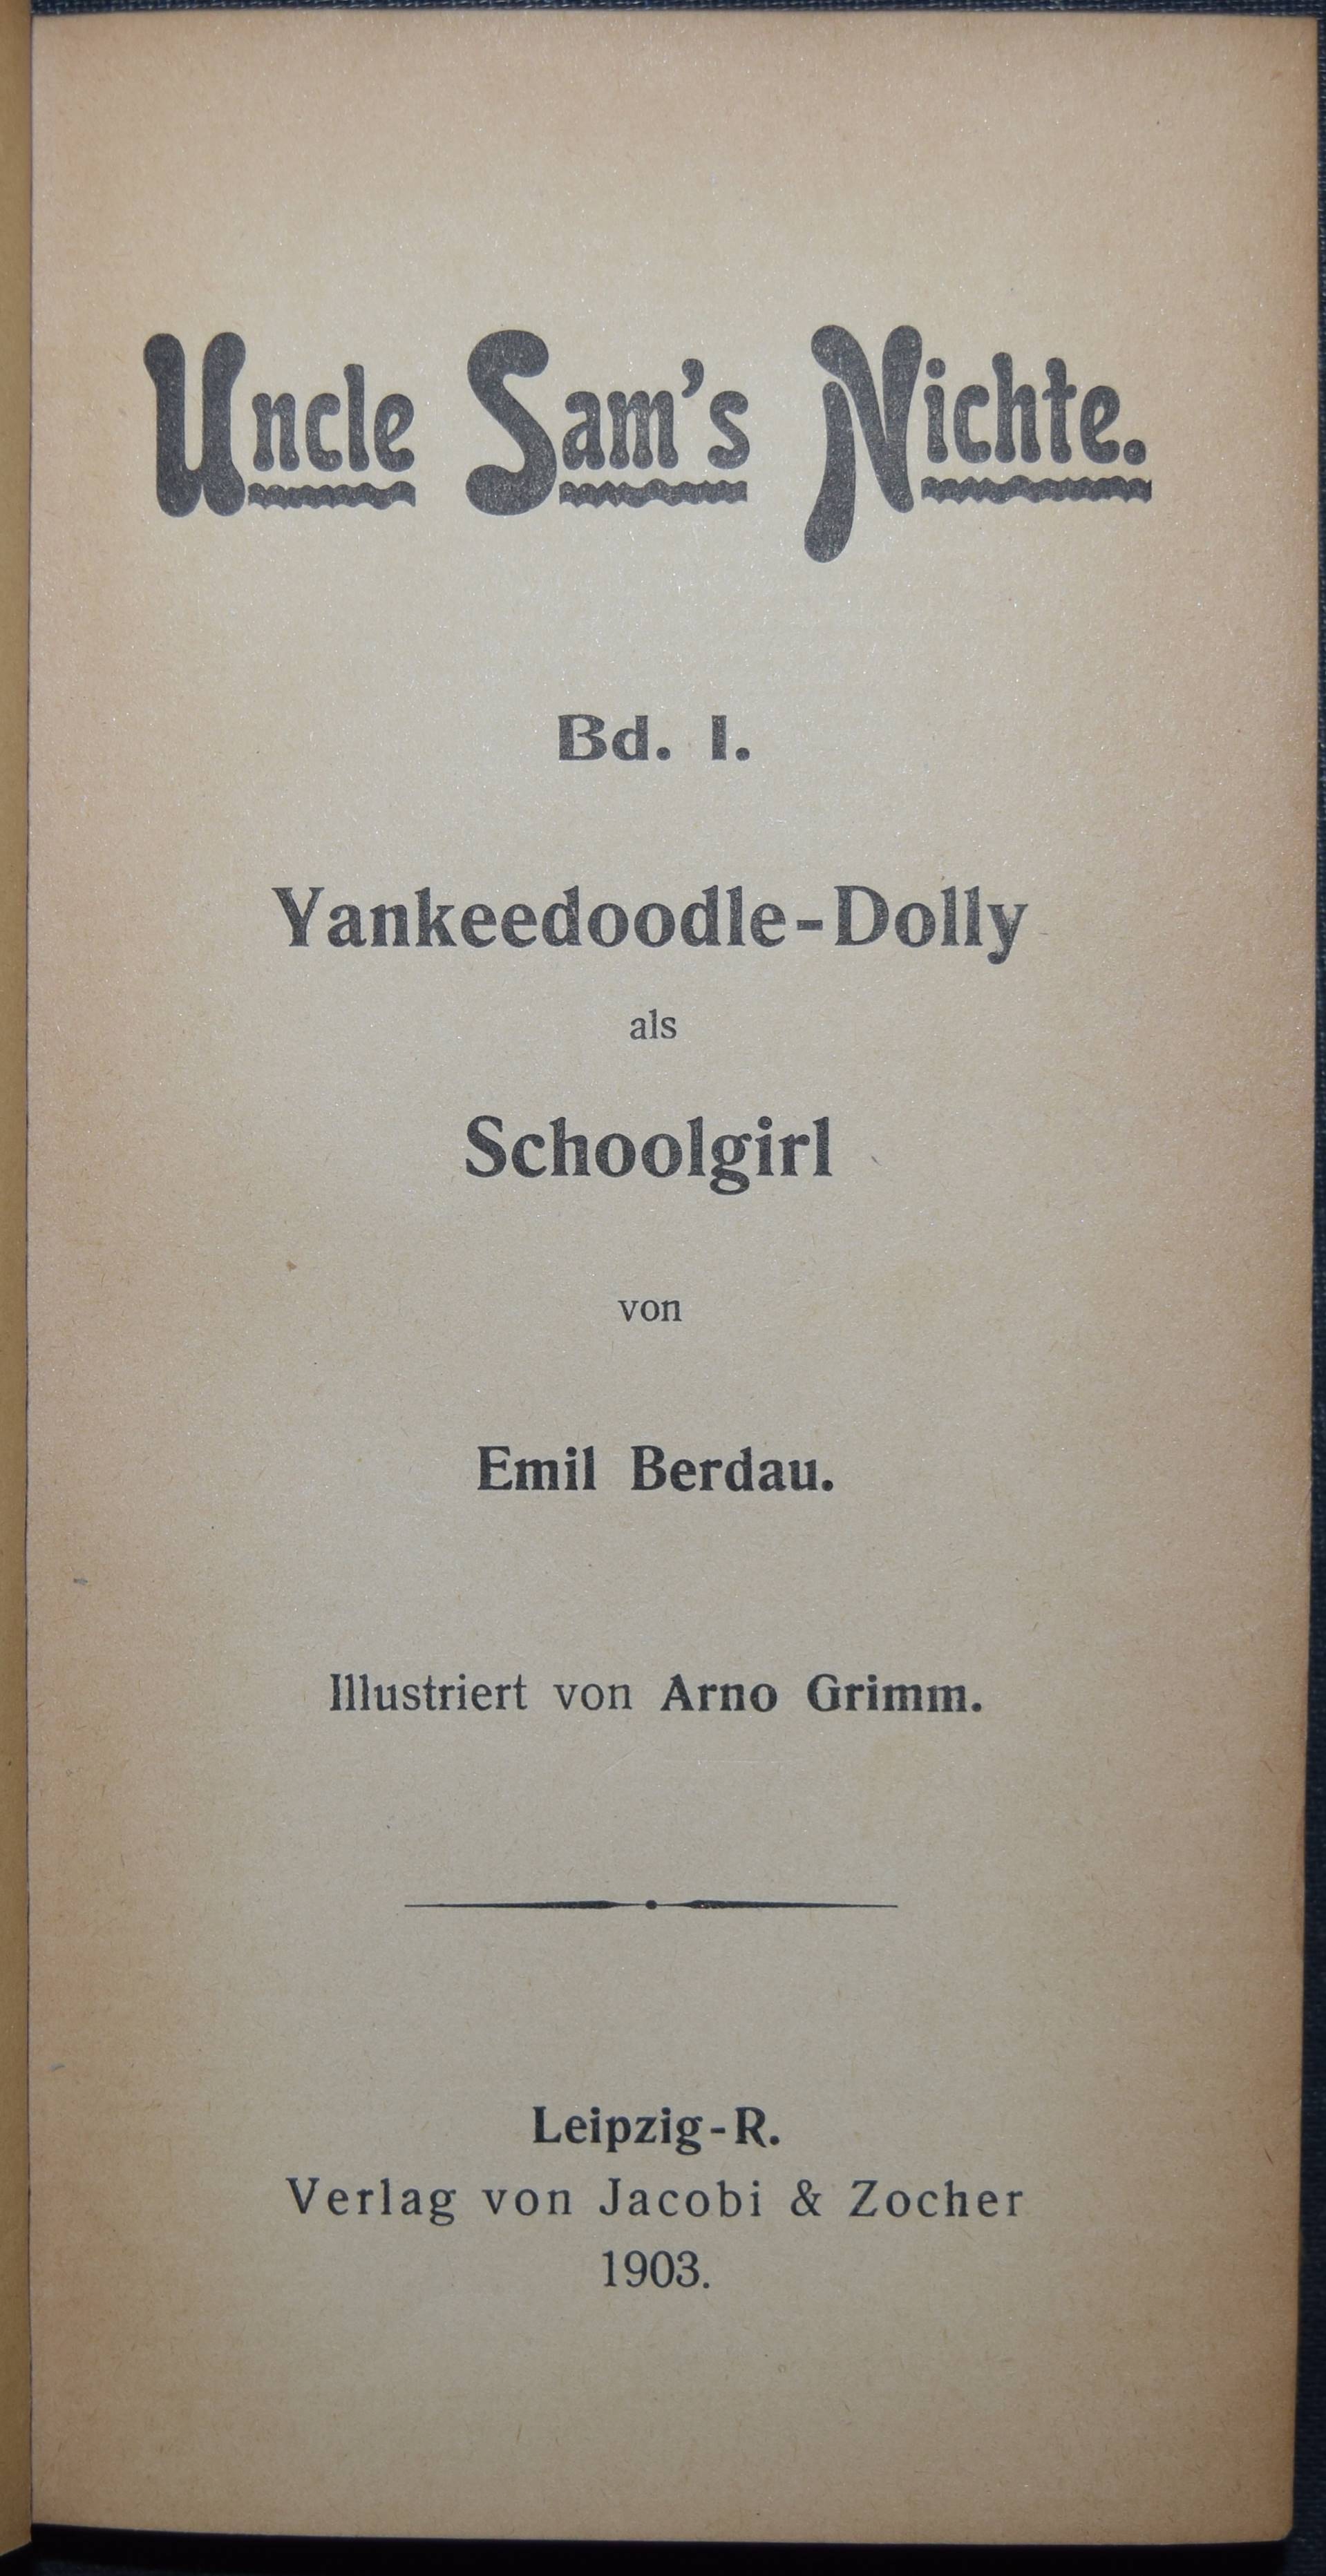 Uncle Sam's Nichte.
Bd. I.
Yankeedoodle-Dolly
als
Schoolgirl
von
Emil Berdau.
Illustriert von Arno Grimm.
Leipzig-R.
Verlag von Jacobi & Zocher
1903.